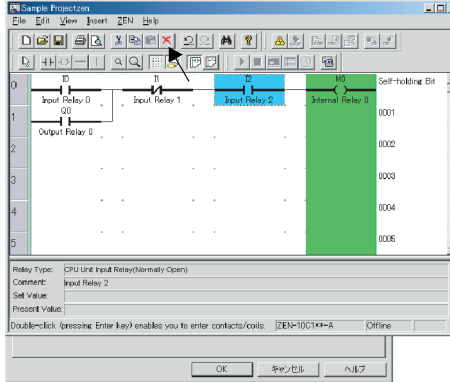 Sample Projectzen
File Edit View Insert ZEN Help
0 I0 I1 I2 M0 Self-holding Bit
Input Relay 0 Input Relay 1 Input Relay 2 Internal Relay 0
1 Q0 0001
Output Relay 0
2 0002
3 0003
4 0004
5 0005
Relay Type: CPU Unit Input Relay(Normally Open)
Comment: Input Relay 2
Set Value:
Present Value:
Double-click (pressing Enter key) enables you to enter contacts/coils. ZEN-10C1**-A Offline
OK キャンセル ヘルプ